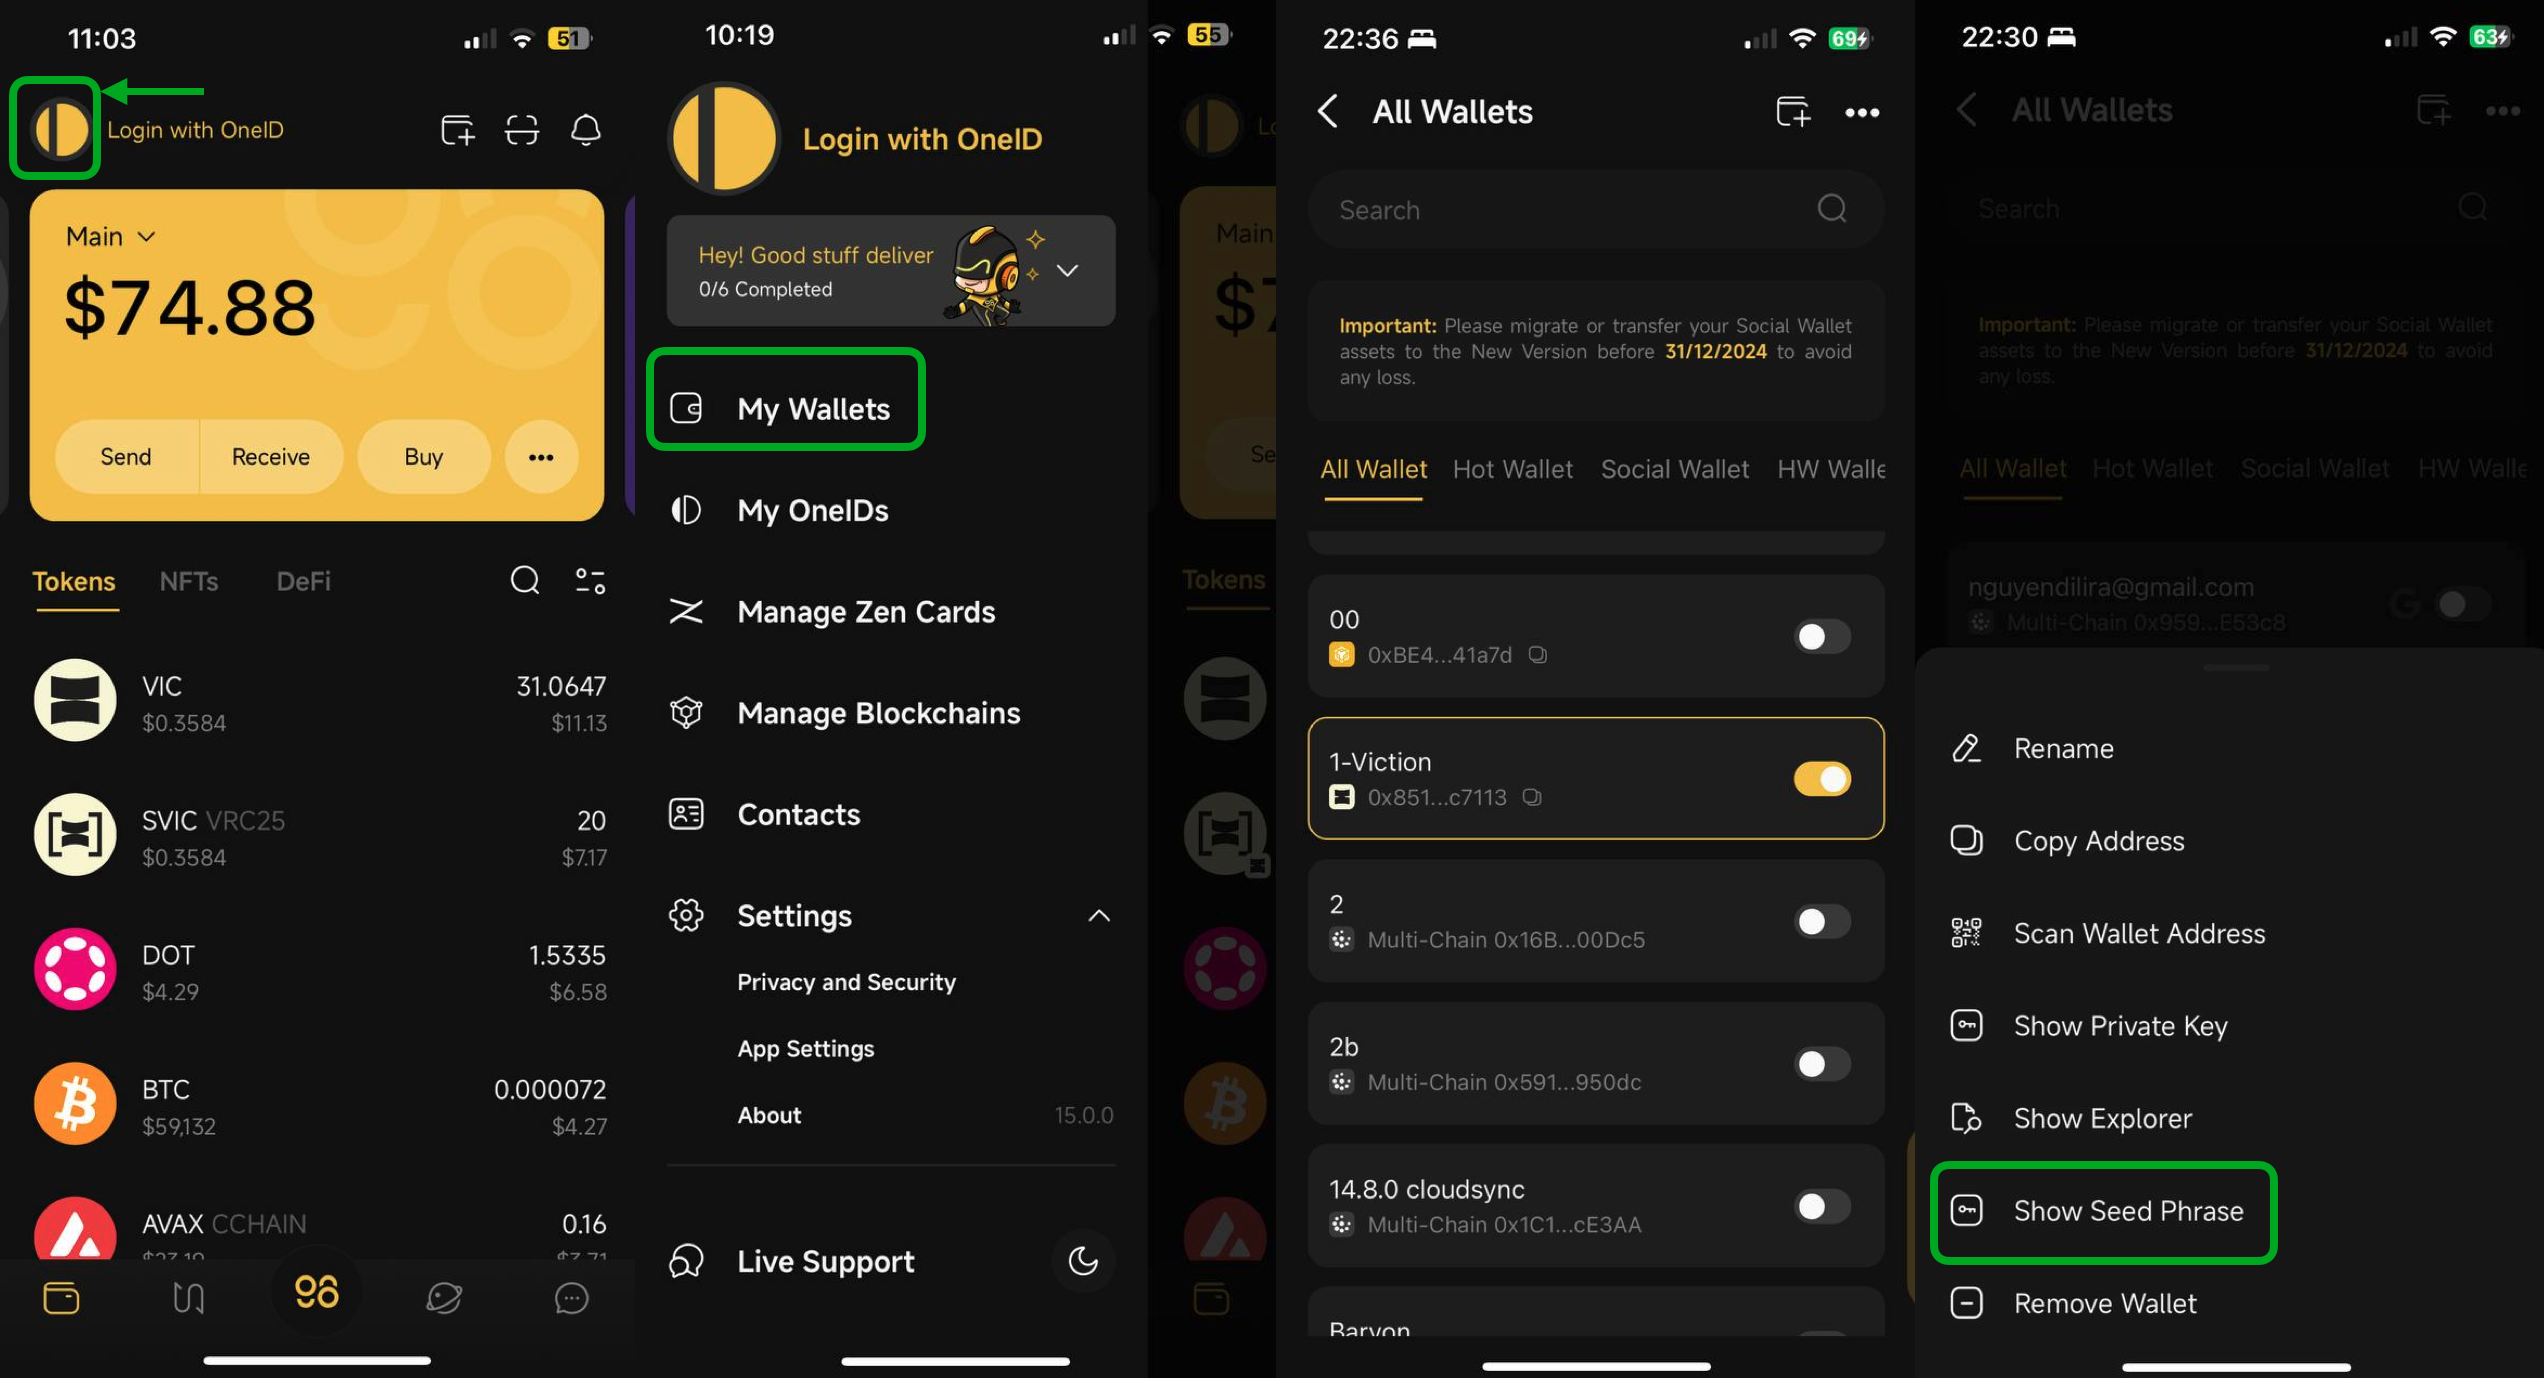 11:03
51
Login with OneID
Main
$74.88
Send
Receive
Buy
Tokens
NFTs
DeFi
VIC
31.0647
$0.3584
$11.13
SVIC VRC25
20
$0.3584
$7.17
DOT
1.5335
$4.29
$6.58
BTC
0.000072
$59,132
$4.27
AVAX CCHAIN
0.16
10:19
55
Login with OneID
Hey! Good stuff deliver
0/6 Completed
My Wallets
My OneIDs
Manage Zen Cards
Manage Blockchains
Contacts
Settings
Privacy and Security
App Settings
About
15.0.0
Live Support
Main
Se
Tokens
22:36
69
All Wallets
Search
Important: Please migrate or transfer your Social Wallet
assets to the New Version before 31/12/2024 to avoid
any loss.
All Wallet
Hot Wallet
Social Wallet
HW Walle
00
0xBE4...41a7d
1-Viction
0x851...c7113
2
Multi-Chain 0x16B...00Dc5
2b
Multi-Chain 0x591...950dc
14.8.0 cloudsync
Multi-Chain 0x1C1...cE3AA
22:30
63
All Wallets
Search
Important: Please migrate or transfer your Social Wallet
assets to the New Version before 31/12/2024 to avoid
any loss.
All Wallet
Hot Wallet
Social Wallet
HW Walle
nguyendilira@gmail.com
Multi-Chain 0x959...E53c8
Rename
Copy Address
Scan Wallet Address
Show Private Key
Show Explorer
Show Seed Phrase
Remove Wallet